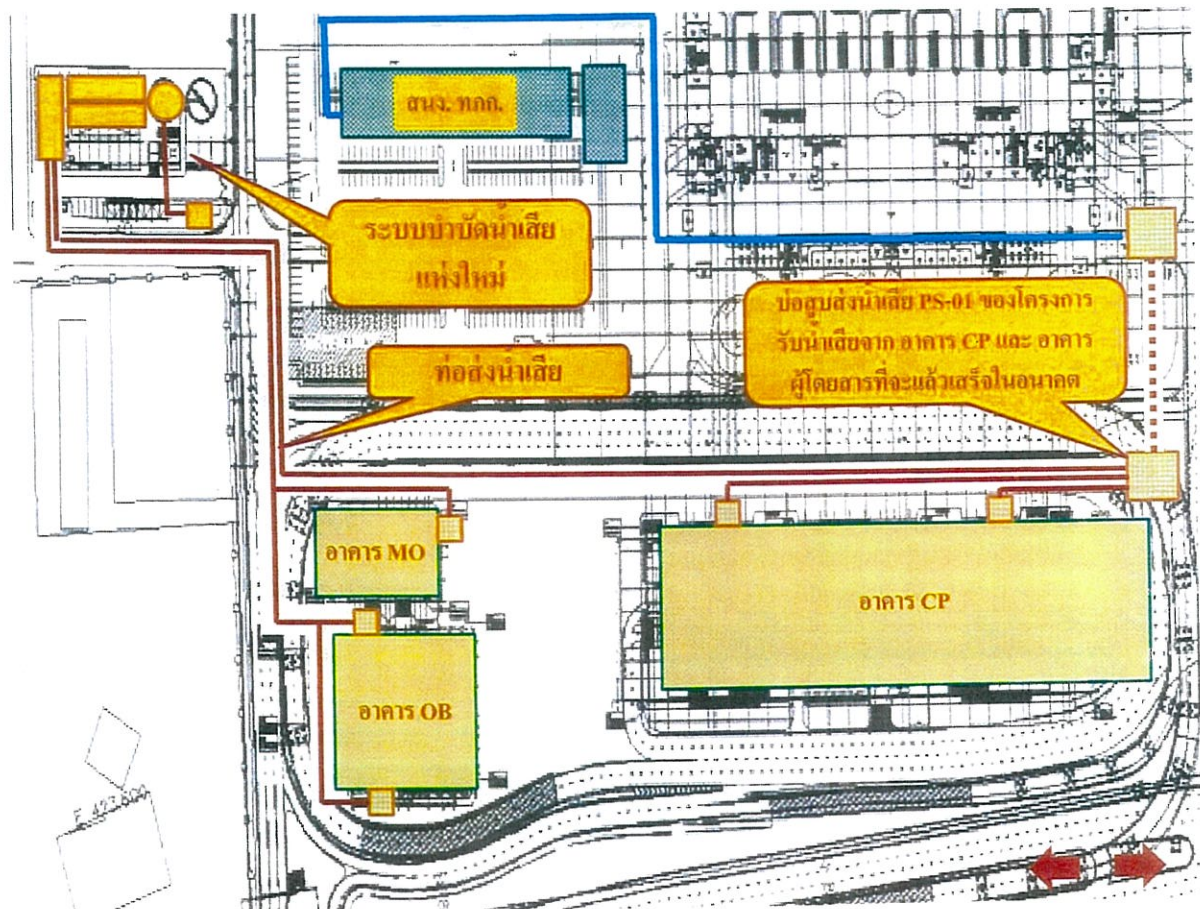 สนง. ทภก.
ระบบบำบัดน้ำเสีย
แห่งใหม่
บ่อสูบส่งน้ำเสีย PS-01 ของโครงการ
รับน้ำเสียจาก อาคาร CP และ อาคาร
ผู้โดยสารที่จะแล้วเสร็จในอนาคต
ท่อส่งน้ำเสีย
อาคาร MO
อาคาร CP
อาคาร OB
E 423,600